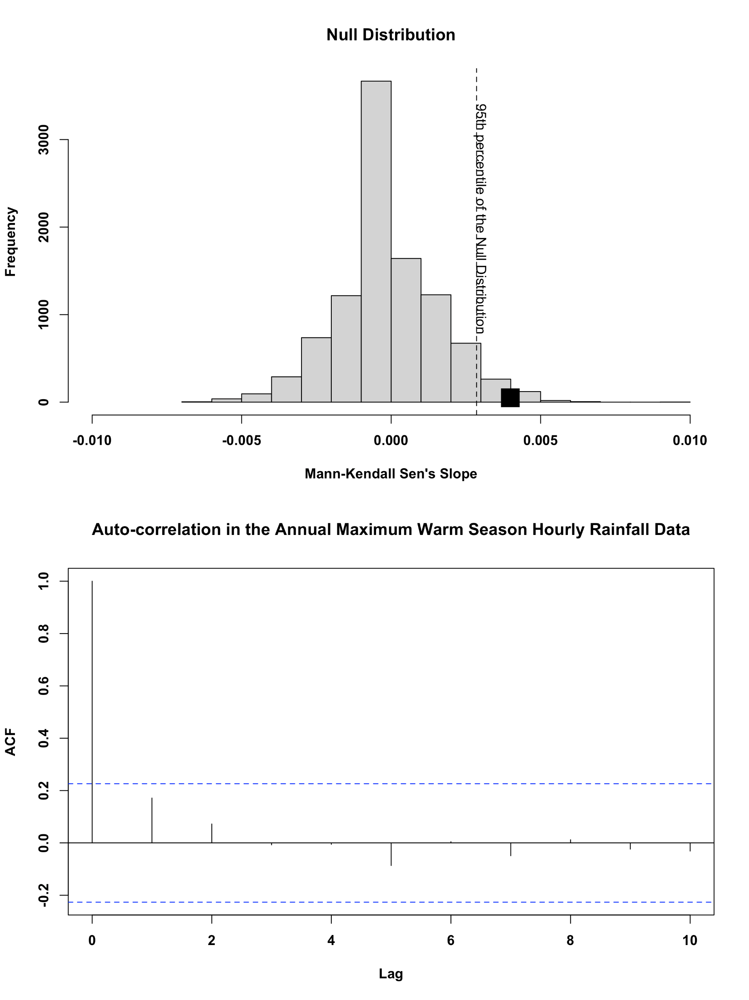 Null Distribution
Frequency
3000
2000
1000
0
95th percentile of the Null Distribution
-0.010 -0.005 0.000 0.005 0.010
Mann-Kendall Sen's Slope
Auto-correlation in the Annual Maximum Warm Season Hourly Rainfall Data
ACF
1.0
0.8
0.6
0.4
0.2
0.0
-0.2
0 2 4 6 8 10
Lag